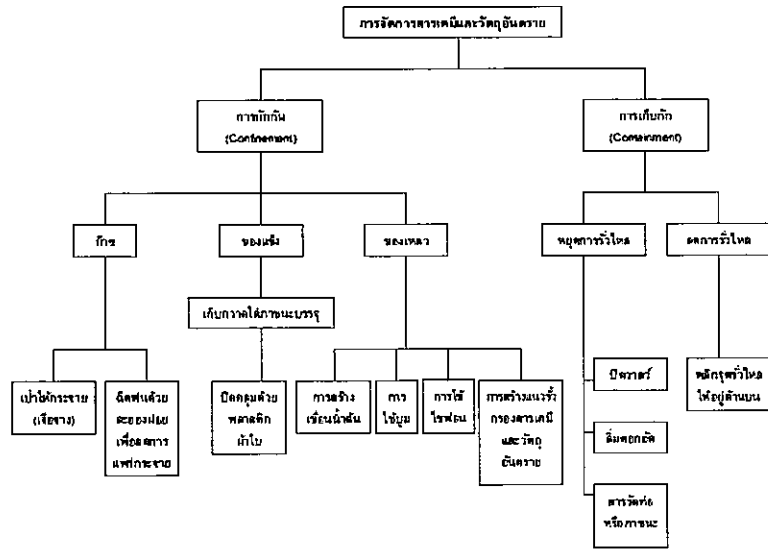 การจัดการสารเคมีและวัตถุอันตราย
การกักกัน
(Confinement)
การเก็บกัก
(Containment)
ก๊าซ
ของแข็ง
ของเหลว
หยุดการรั่วไหล
ลดการรั่วไหล
เก็บกวาดใส่ภาชนะบรรจุ
เป่าให้กระจาย
(เจือจาง)
ฉีดพ่นด้วย
ละอองฝอย
เพื่อลดการ
แพร่กระจาย
ปิดคลุมด้วย
พลาสติก
ผ้าใบ
การสร้าง
เขื่อนกั้น
การ
ใช้บูม
การใช้
ไซฟอน
การสร้างแนวรั้ว
กรองสารเคมี
และวัตถุ
อันตราย
ปิดวาล์ว
ลิ่มตอกอัด
การรัดท่อ
หรือภาชนะ
พลิกจุดรั่วไหล
ให้อยู่ด้านบน